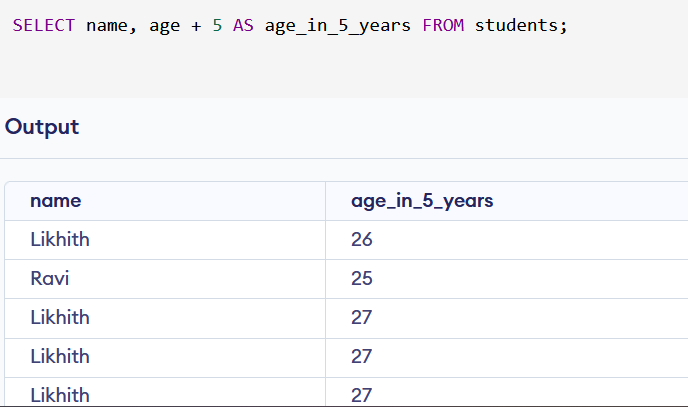 SELECT name, age + 5 AS age_in_5_years FROM students;
Output
name age_in_5_years
Likhith 26
Ravi 25
Likhith 27
Likhith 27
Likhith 27